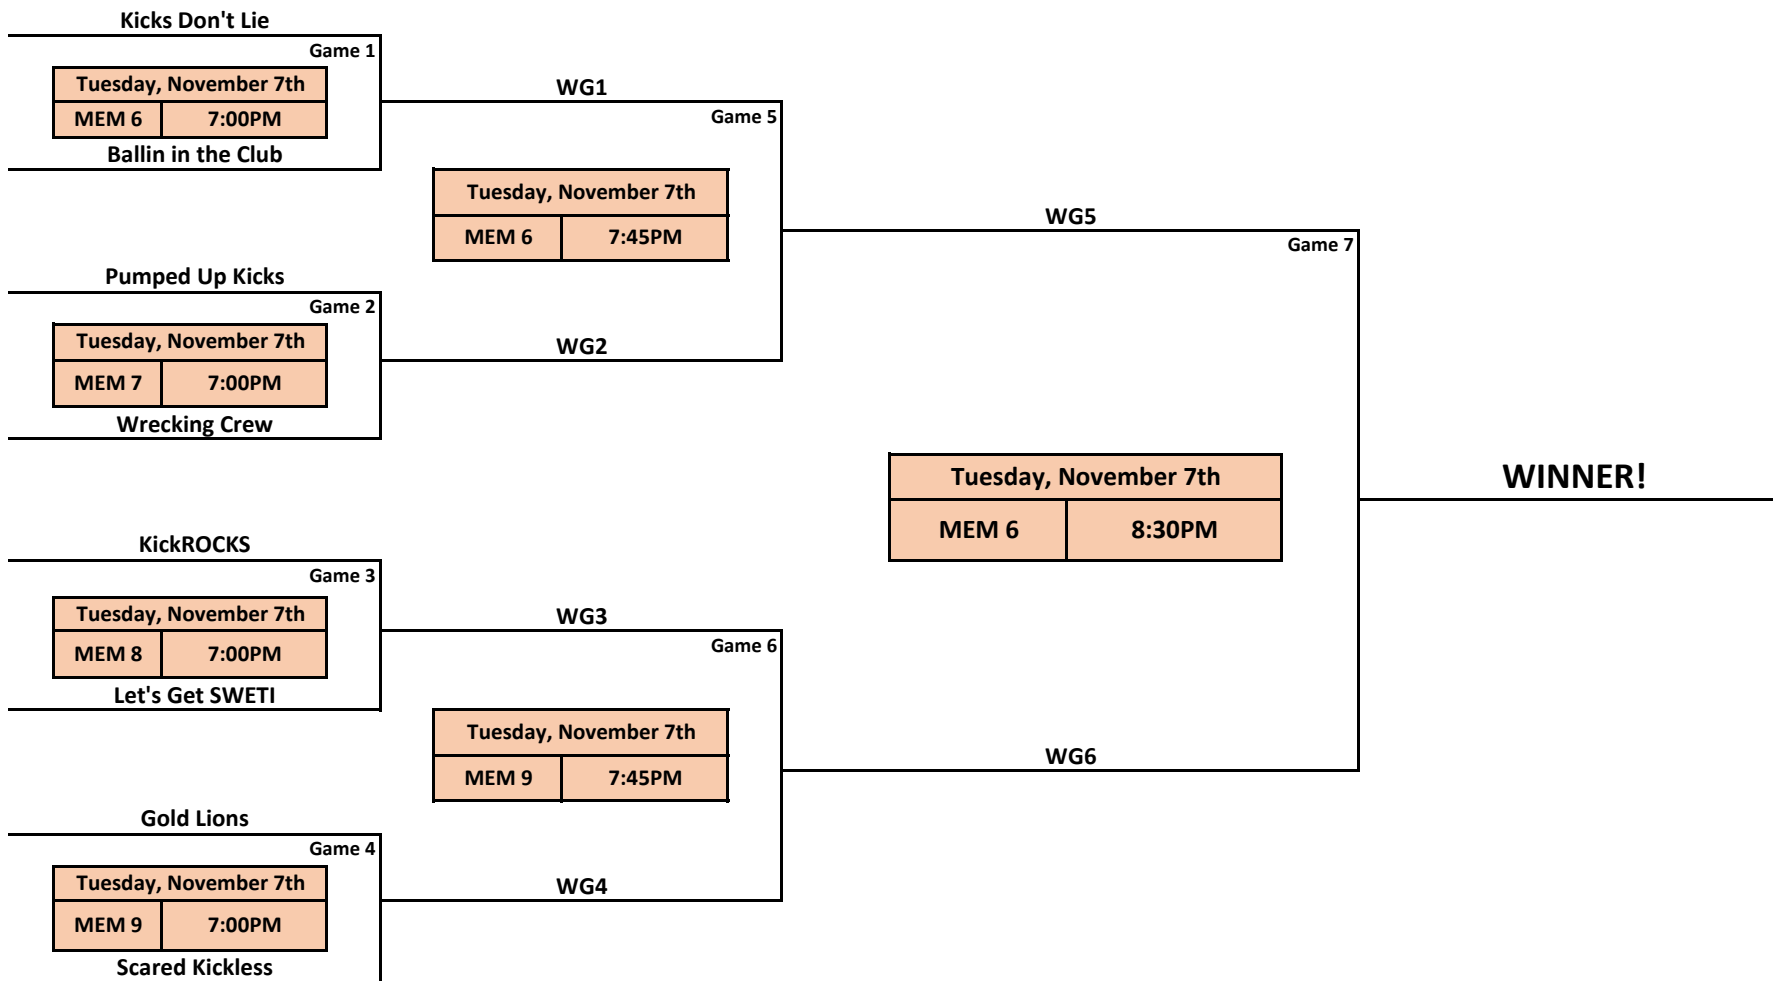 Kicks Don't Lie
Game 1
Tuesday, November 7th
MEM 6 7:00PM
Ballin in the Club
WG1
Game 5
Tuesday, November 7th
MEM 6 7:45PM
Pumped Up Kicks
Game 2
Tuesday, November 7th
MEM 7 7:00PM
Wrecking Crew
WG2
WG5
Game 7
Tuesday, November 7th
MEM 6 8:30PM
WINNER!
KickROCKS
Game 3
Tuesday, November 7th
MEM 8 7:00PM
Let's Get SWETI
WG3
Game 6
Tuesday, November 7th
MEM 9 7:45PM
WG6
Gold Lions
Game 4
Tuesday, November 7th
MEM 9 7:00PM
Scared Kickless
WG4